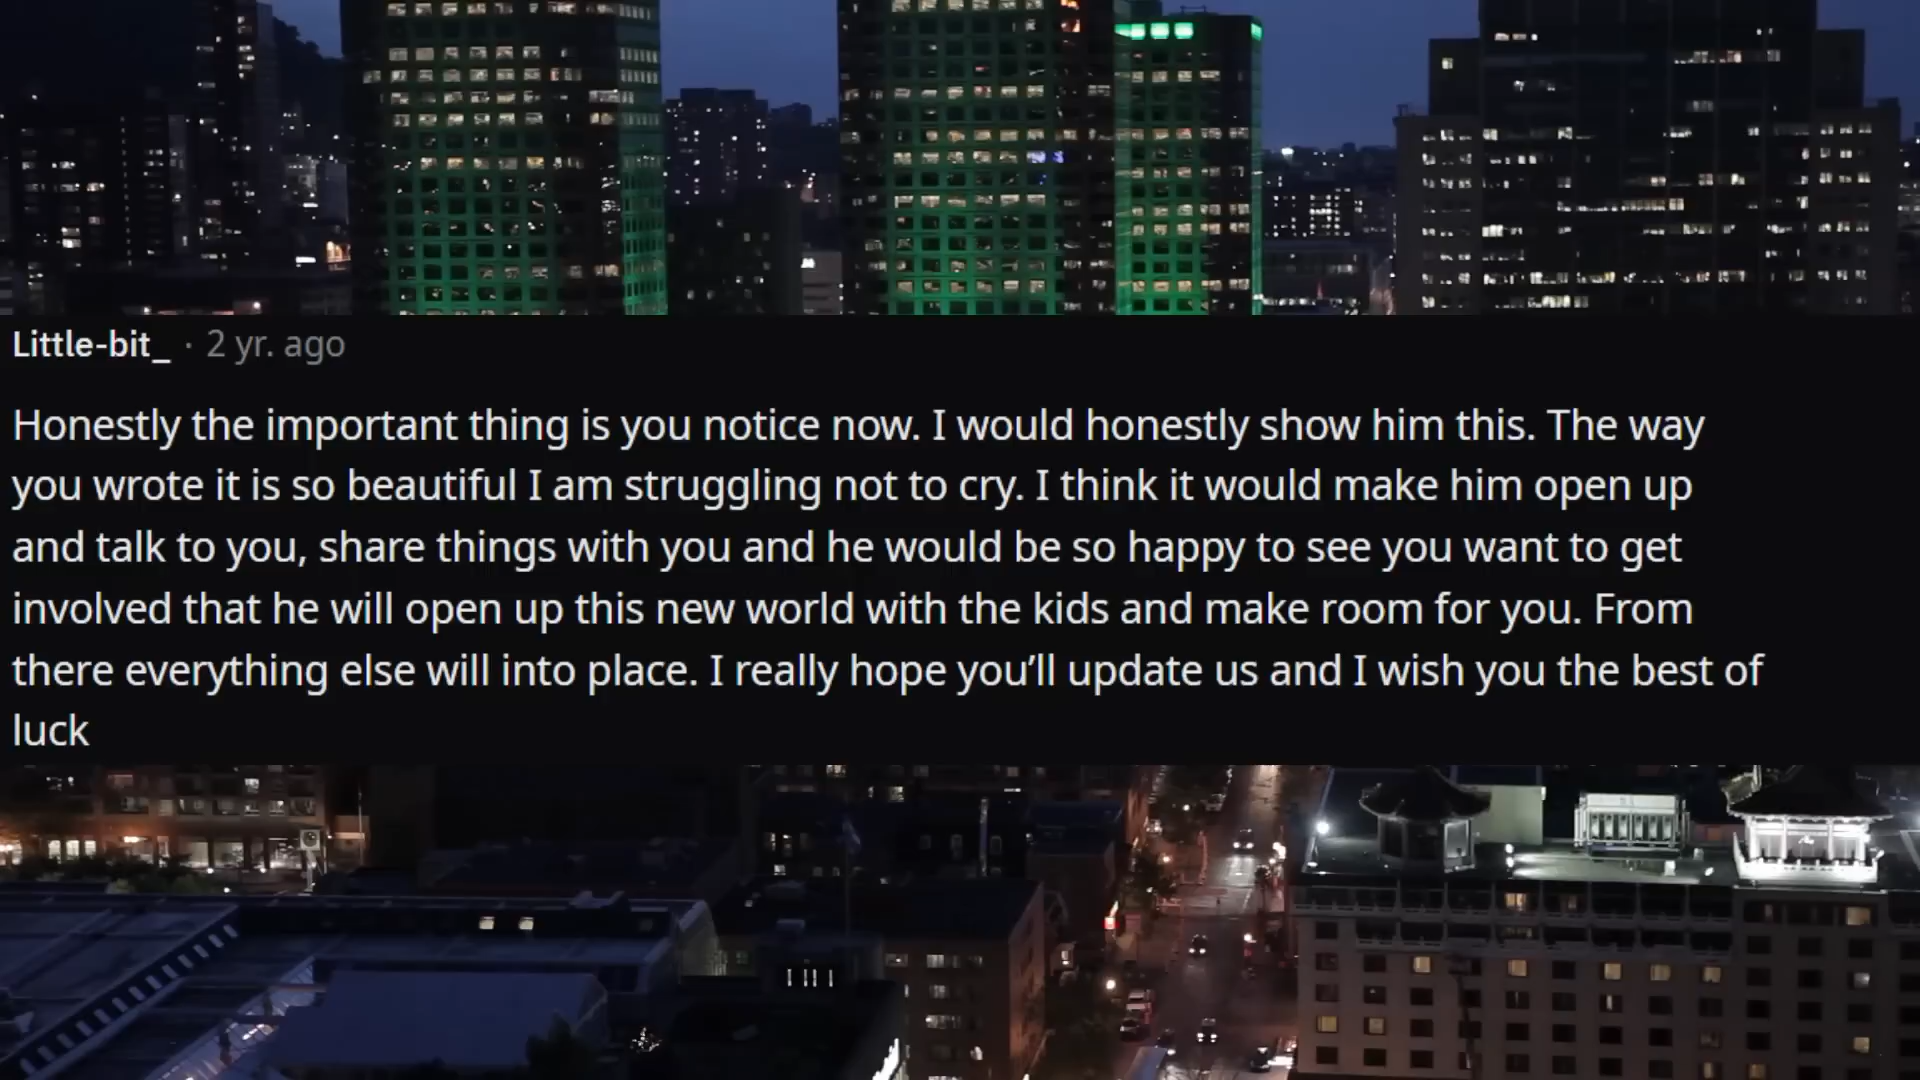 Little-bit_ · 2 yr. ago
Honestly the important thing is you notice now. I would honestly show him this. The way
you wrote it is so beautiful I am struggling not to cry. I think it would make him open up
and talk to you, share things with you and he would be so happy to see you want to get
involved that he will open up this new world with the kids and make room for you. From
there everything else will into place. I really hope you’ll update us and I wish you the best of
luck